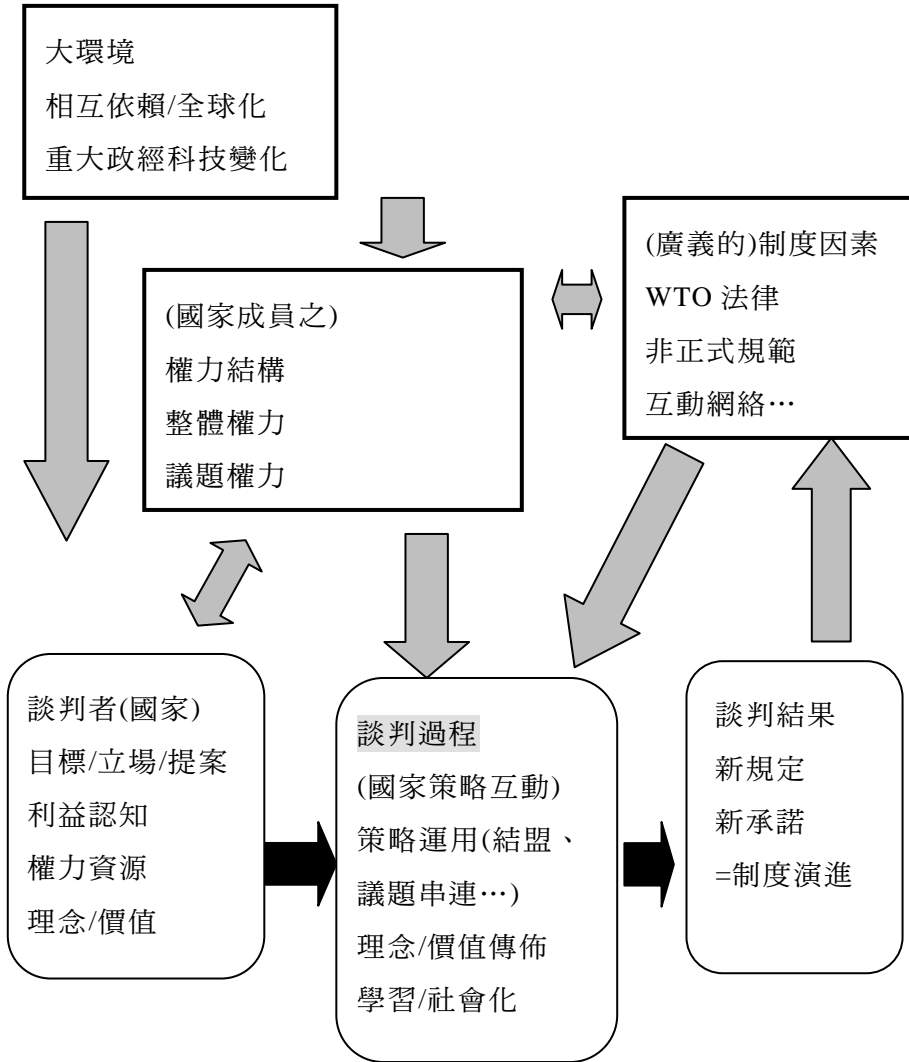 大環境
相互依賴/全球化
重大政經科技變化
(廣義的)制度因素
WTO 法律
非正式規範
互動網絡…
(國家成員之)
權力結構
整體權力
議題權力
談判者(國家)
目標/立場/提案
利益認知
權力資源
理念/價值
談判過程
(國家策略互動)
策略運用(結盟、
議題串連…)
理念/價值傳佈
學習/社會化
談判結果
新規定
新承諾
=制度演進